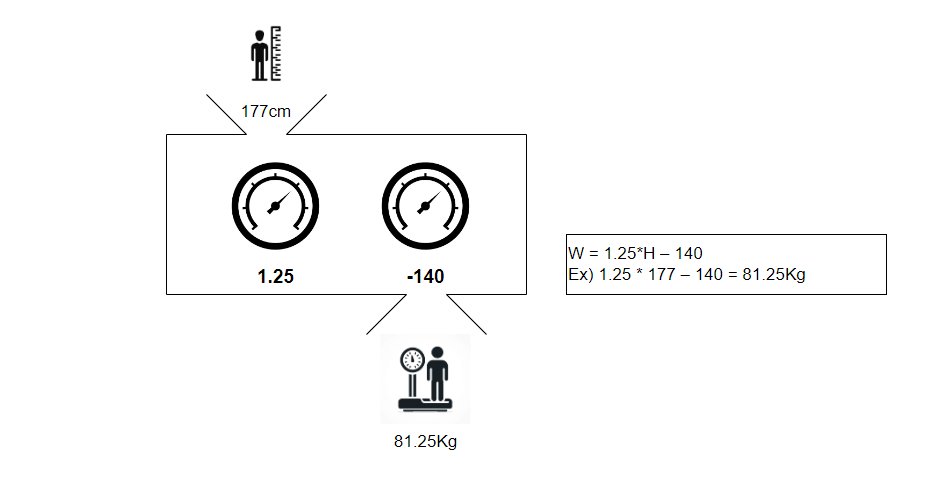 177cm
1.25
-140
W = 1.25*H – 140
Ex) 1.25 * 177 – 140 = 81.25Kg
81.25Kg